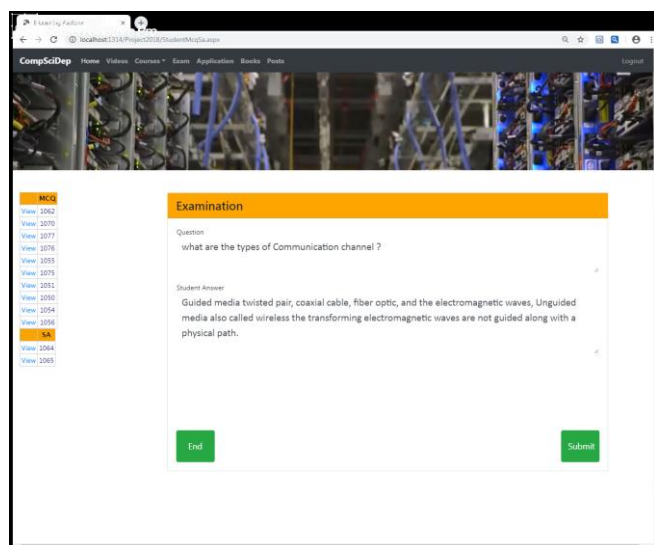 E-learning Platform
localhost:1314/Project2018/StudentMcqSa.aspx
CompSciDep Home Videos Courses Exam Application Books Posts Logout
MCQ
View 1062
View 1070
View 1077
View 1076
View 1055
View 1075
View 1051
View 1050
View 1054
View 1056
SA
View 1064
View 1065
Examination
Question
what are the types of Communication channel ?
Student Answer
Guided media twisted pair, coaxial cable, fiber optic, and the electromagnetic waves, Unguided
media also called wireless the transforming electromagnetic waves are not guided along with a
physical path.
End
Submit